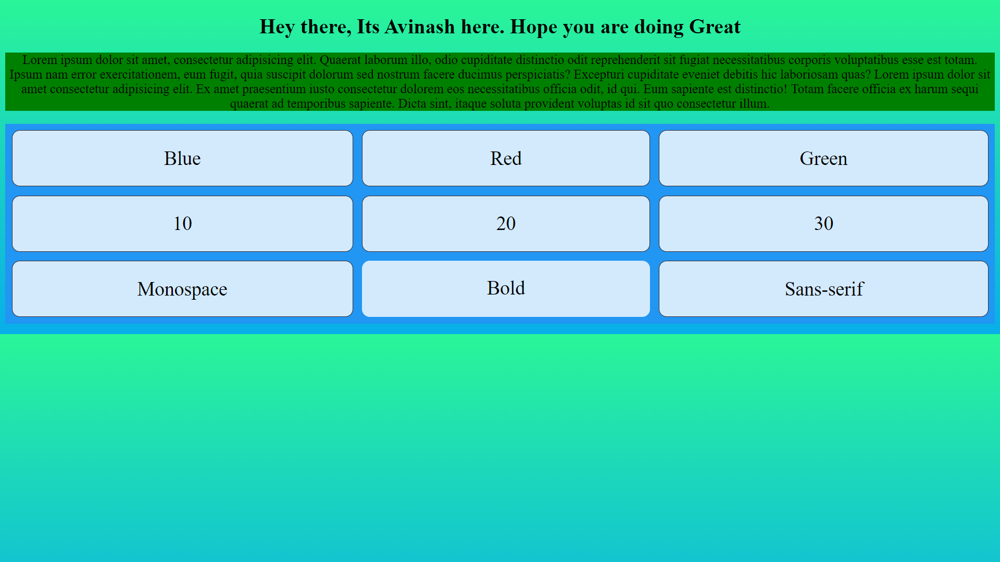 Hey there, Its Avinash here. Hope you are doing Great
Lorem ipsum dolor sit amet, consectetur adipisicing elit. Quaerat laborum illo, odio cupiditate distinctio odit reprehenderit sit fugiat necessitatibus corporis voluptatibus esse est totam.
Ipsum nam error exercitationem, eum fugit, quia suscipit dolorum sed nostrum facere ducimus perspiciatis? Excepturi cupiditate eveniet debitis hic laboriosam quas? Lorem ipsum dolor sit
amet consectetur adipisicing elit. Ex amet praesentium iusto consectetur dolorem eos necessitatibus officia odit, id qui. Eum sapiente est distinctio! Totam facere officia ex harum sequi
quaerat ad temporibus sapiente. Dicta sint, itaque soluta provident voluptas id sit quo consectetur illum.
Blue
Red
Green
10
20
30
Monospace
Bold
Sans-serif